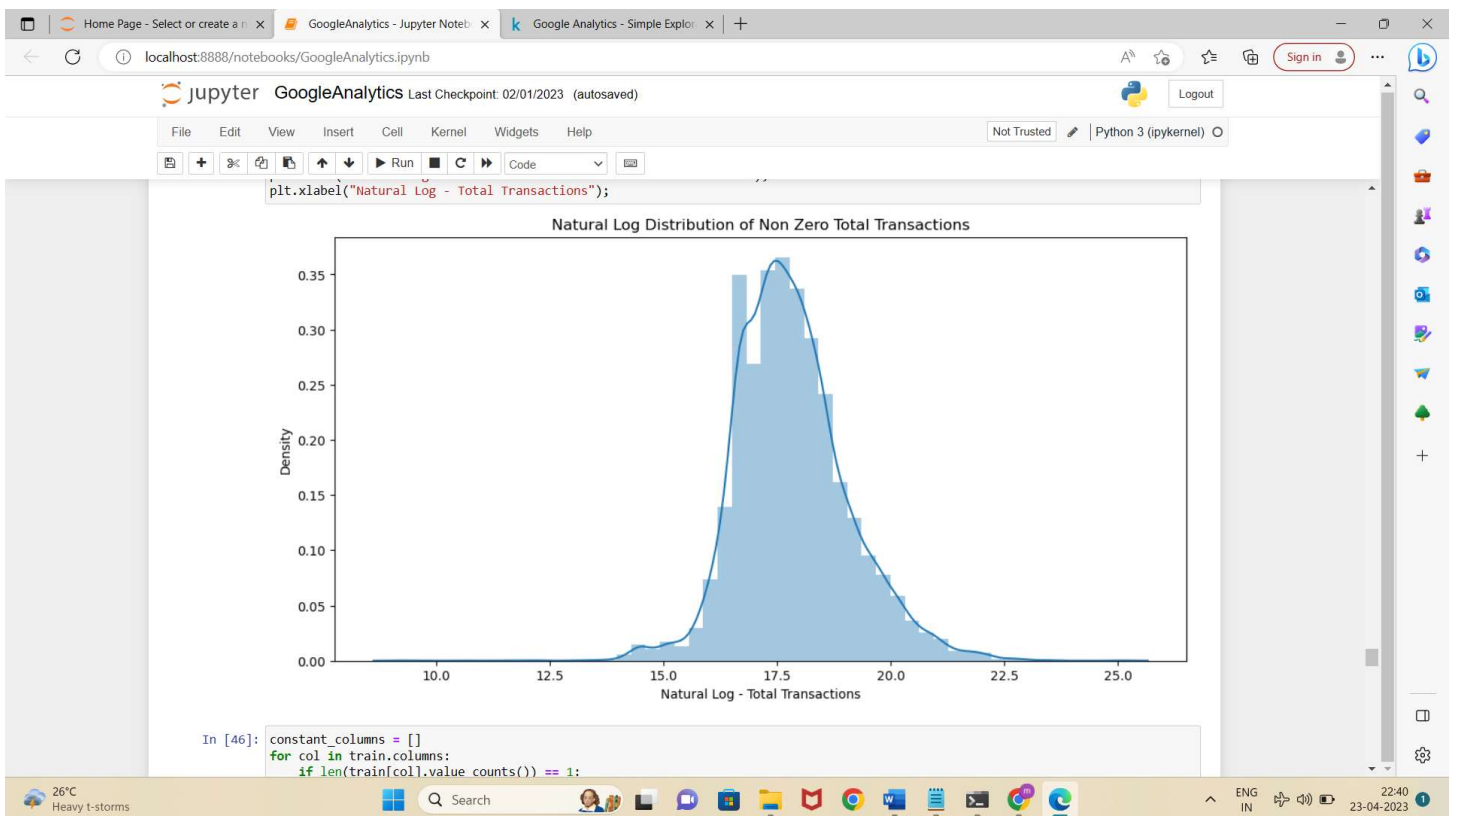 Home Page - Select or create a n
GoogleAnalytics - Jupyter Noteb
Google Analytics - Simple Explor
localhost:8888/notebooks/GoogleAnalytics.ipynb
Sign in
jupyter GoogleAnalytics Last Checkpoint: 02/01/2023 (autosaved)
Logout
File Edit View Insert Cell Kernel Widgets Help
Not Trusted
Python 3 (ipykernel)
Run
Code
plt.xlabel("Natural Log - Total Transactions");
Natural Log Distribution of Non Zero Total Transactions
0.35
0.30
0.25
0.20
0.15
0.10
0.05
0.00
Density
10.0 12.5 15.0 17.5 20.0 22.5 25.0
Natural Log - Total Transactions
In [46]: constant_columns = []
for col in train.columns:
if len(train[col].value_counts()) == 1:
26°C
Heavy t-storms
Search
ENG
IN
22:40
23-04-2023
1